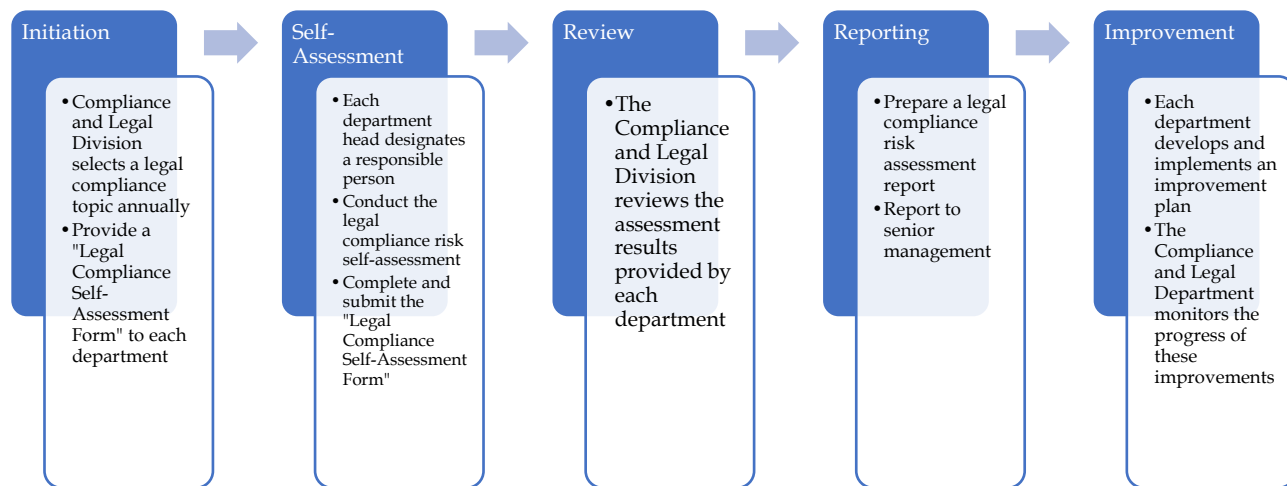 Initiation
• Compliance
and Legal
Division
selects a legal
compliance
topic annually
• Provide a
"Legal
Compliance
Self-
Assessment
Form" to each
department
Self-
Assessment
• Each
department
head designates
a responsible
person
• Conduct the
legal
compliance risk
self-assessment
• Complete and
submit the
"Legal
Compliance
Self-Assessment
Form"
Review
• The
Compliance
and Legal
Division
reviews the
assessment
results
provided by
each
department
Reporting
• Prepare a legal
compliance
risk
assessment
report
• Report to
senior
management
Improvement
• Each
department
develops and
implements an
improvement
plan
• The
Compliance
and Legal
Department
monitors the
progress of
these
improvements